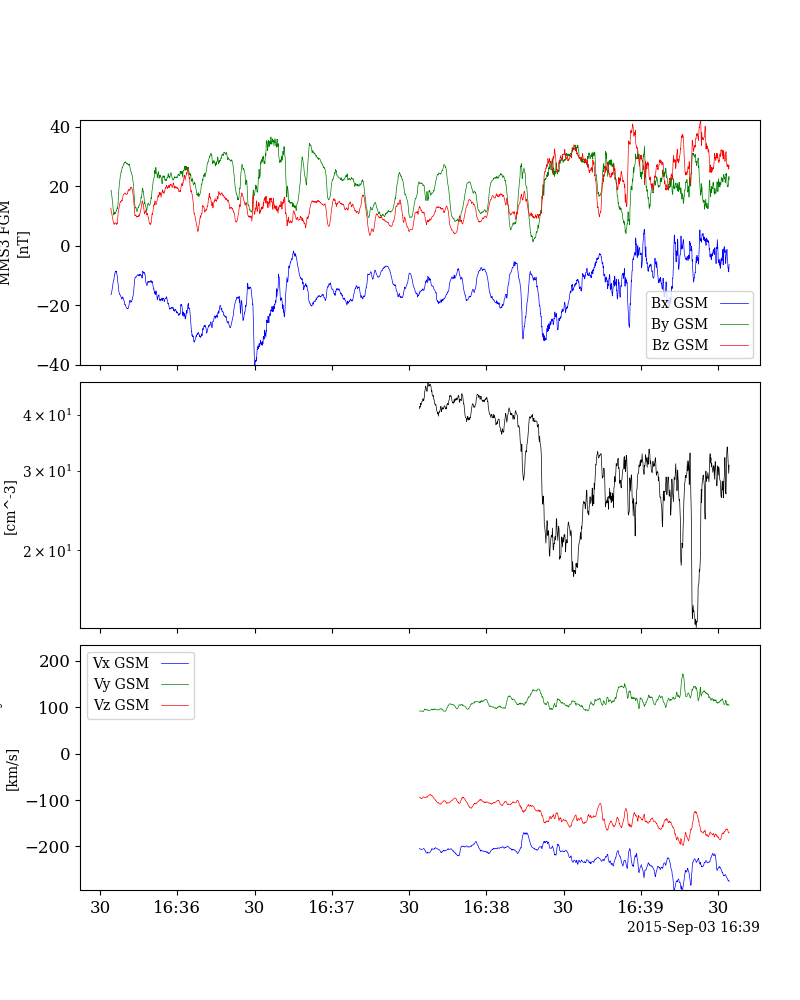 40
20
0
−20
−40
MMS3 FGM
[nT]
Bx GSM
By GSM
Bz GSM
4 × 10¹
3 × 10¹
2 × 10¹
[cm^-3]
200
100
0
−100
−200
[km/s]
Vx GSM
Vy GSM
Vz GSM
30
16:36
30
16:37
30
16:38
30
16:39
30
2015-Sep-03 16:39